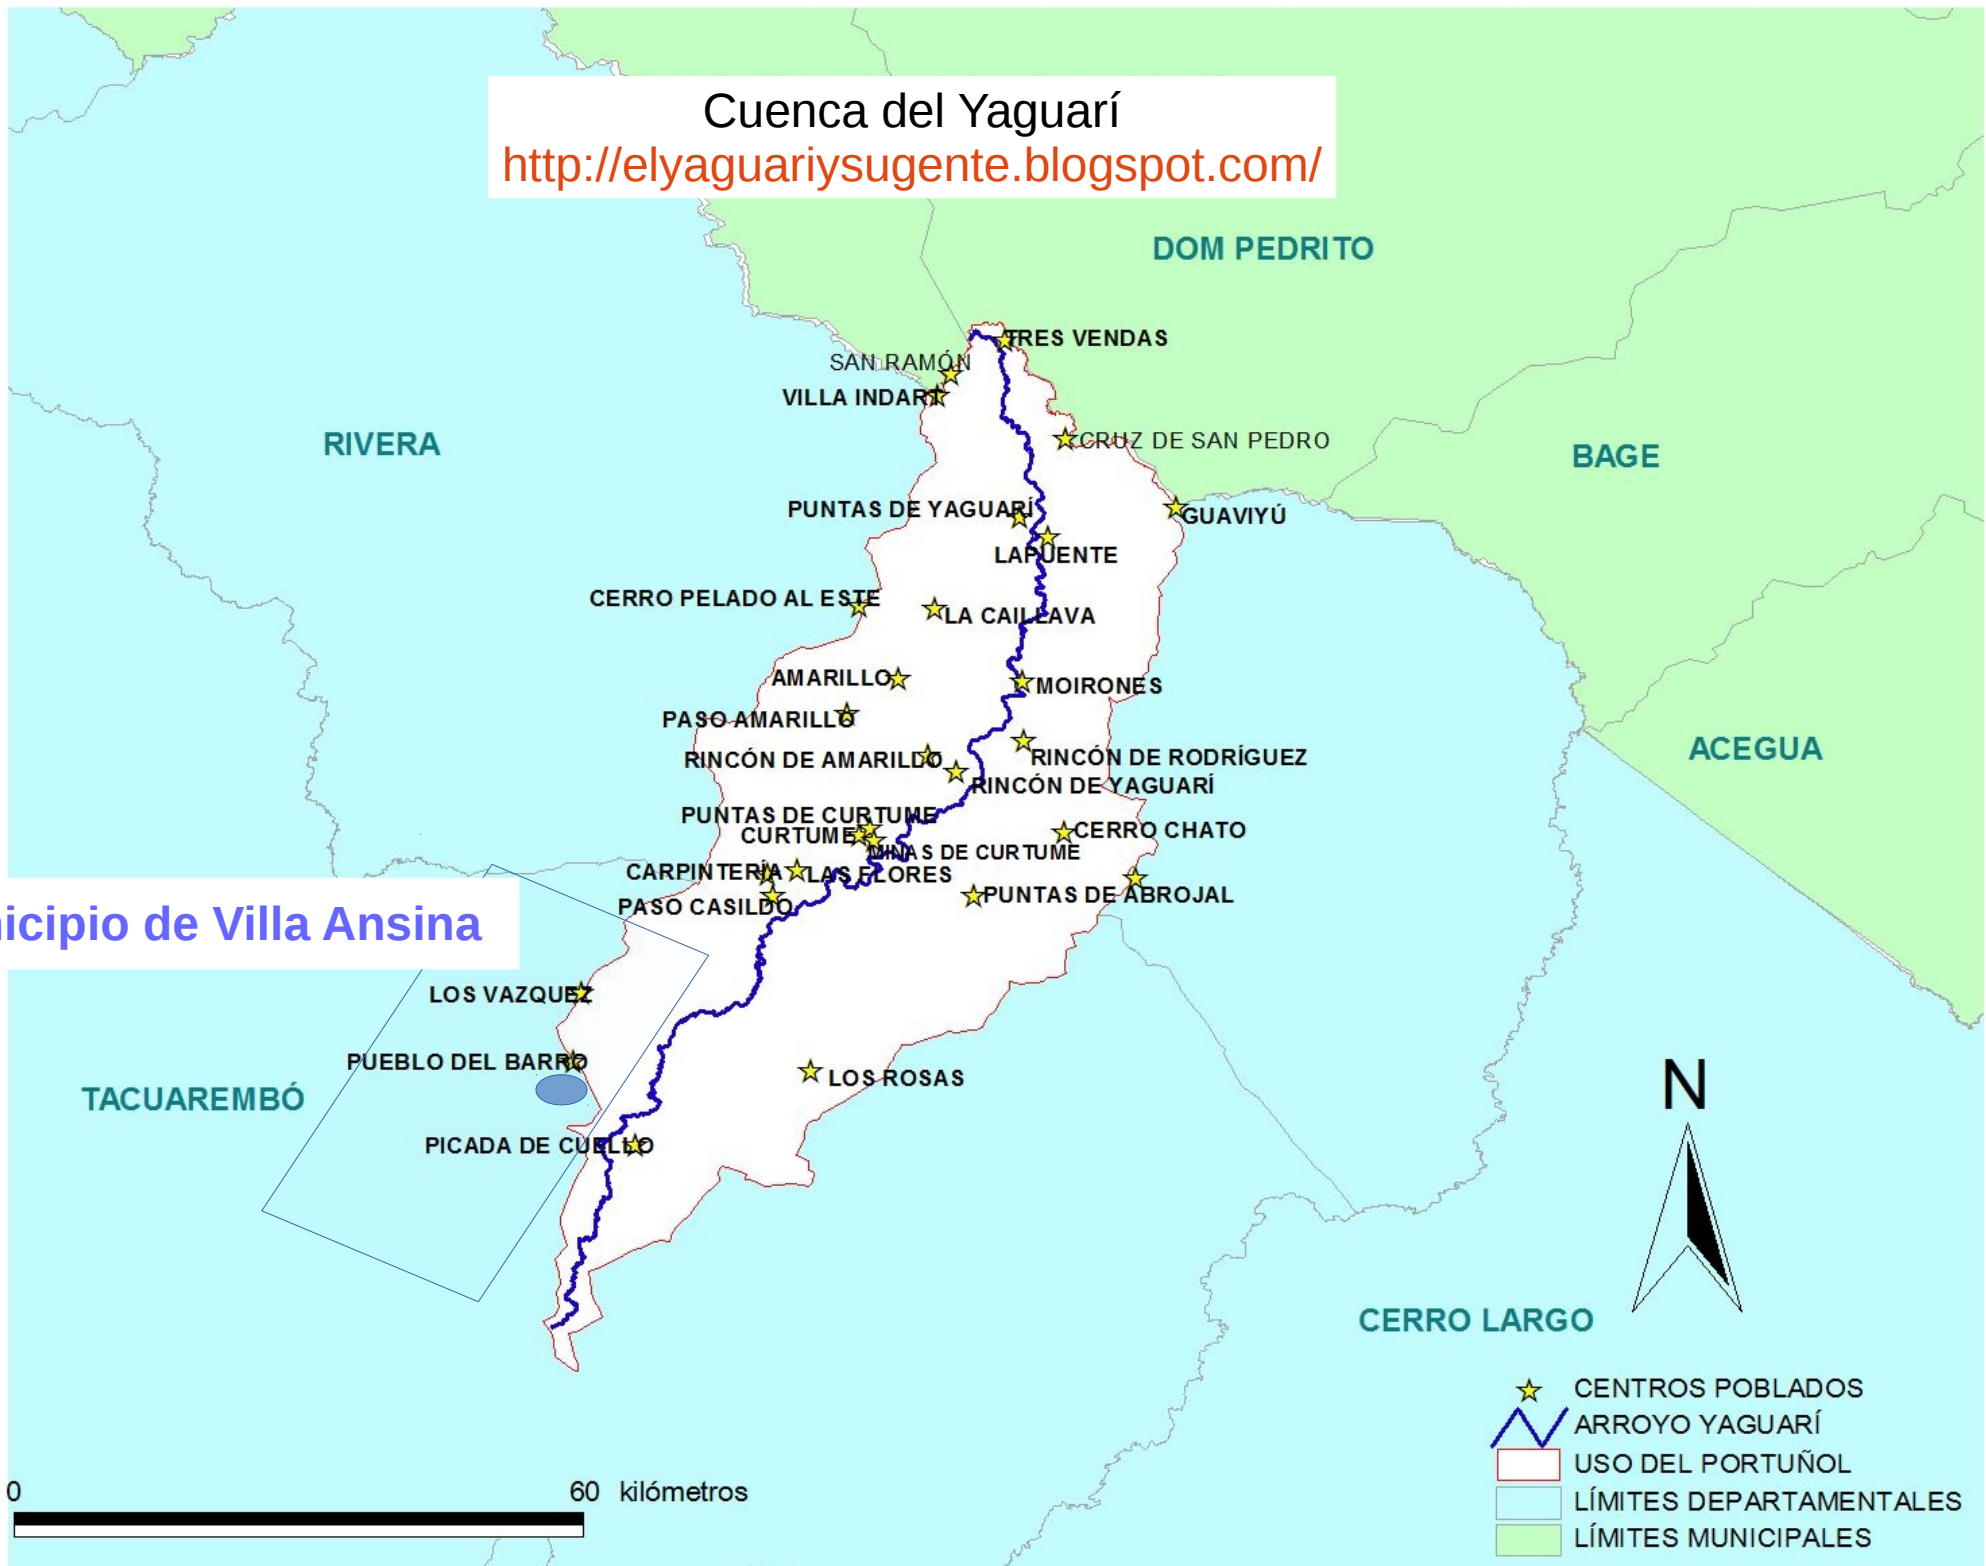 Cuenca del Yaguarí
http://elyaguariysugente.blogspot.com/
DOM PEDRITO
TRES VENDAS
SAN RAMÓN
VILLA INDART
RIVERA
CRUZ DE SAN PEDRO
BAGE
PUNTAS DE YAGUARÍ
GUAVIYÚ
LAPUENTE
CERRO PELADO AL ESTE
LA CAILLAVA
AMARILLO
MOIRONES
PASO AMARILLO
RINCÓN DE AMARILLO
RINCÓN DE RODRÍGUEZ
ACEGUA
RINCÓN DE YAGUARÍ
PUNTAS DE CURTUME
CURTUME
CERRO CHATO
MINAS DE CURTUME
CARPINTERÍA
LAS FLORES
PUNTAS DE ABROJAL
PASO CASILDO
icipio de Villa Ansina
LOS VAZQUEZ
PUEBLO DEL BARRO
LOS ROSAS
TACUAREMBÓ
N
PICADA DE CUELLO
CERRO LARGO
CENTROS POBLADOS
ARROYO YAGUARÍ
USO DEL PORTUÑOL
LÍMITES DEPARTAMENTALES
LÍMITES MUNICIPALES
0 60 kilómetros